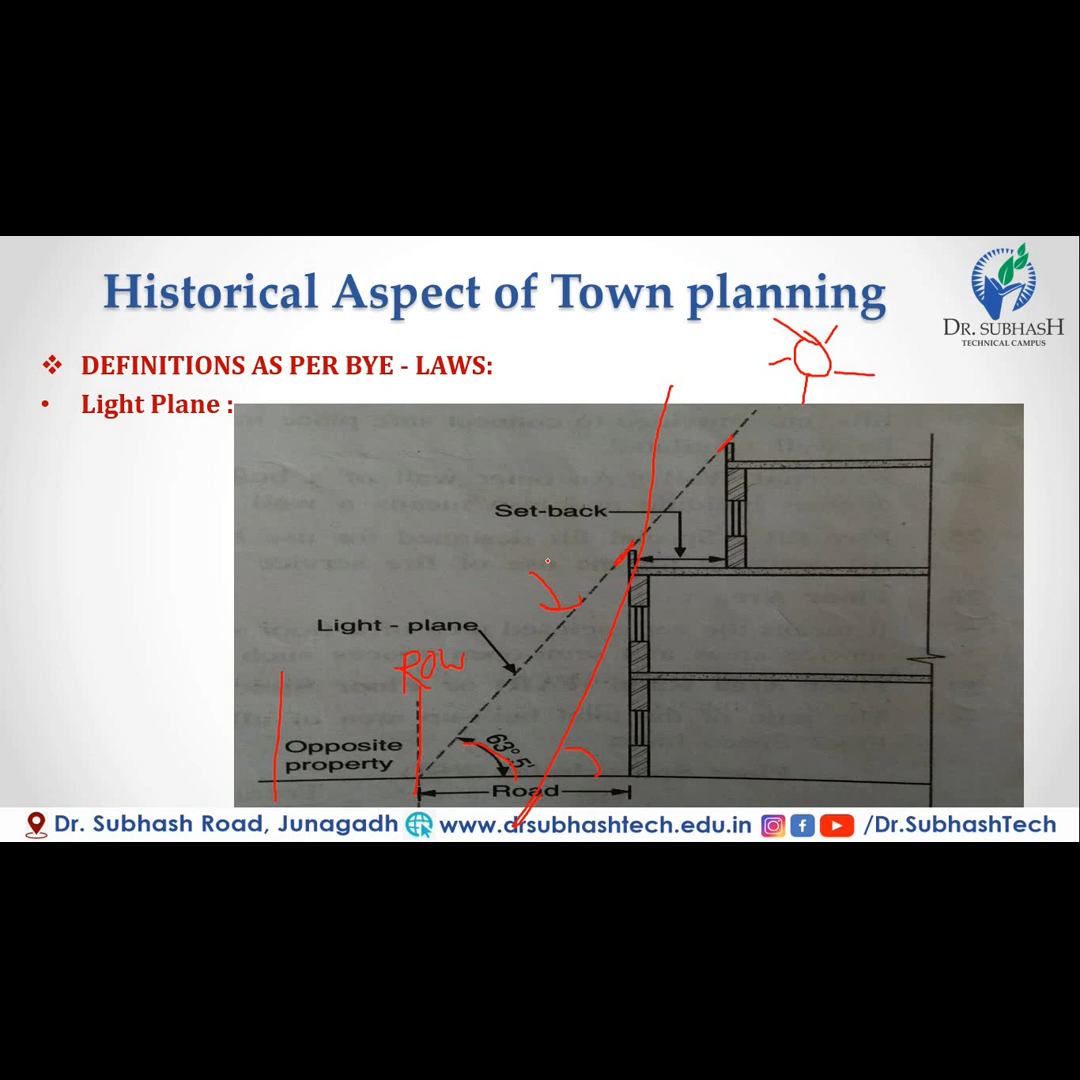 Historical Aspect of Town planning
DR. SUBHASH
TECHNICAL CAMPUS
❖ DEFINITIONS AS PER BYE - LAWS:
• Light Plane :
Set-back
Light - plane
ROW
Opposite
property
63°.5'
Road
Dr. Subhash Road, Junagadh www.drsubhashtech.edu.in /Dr.SubhashTech